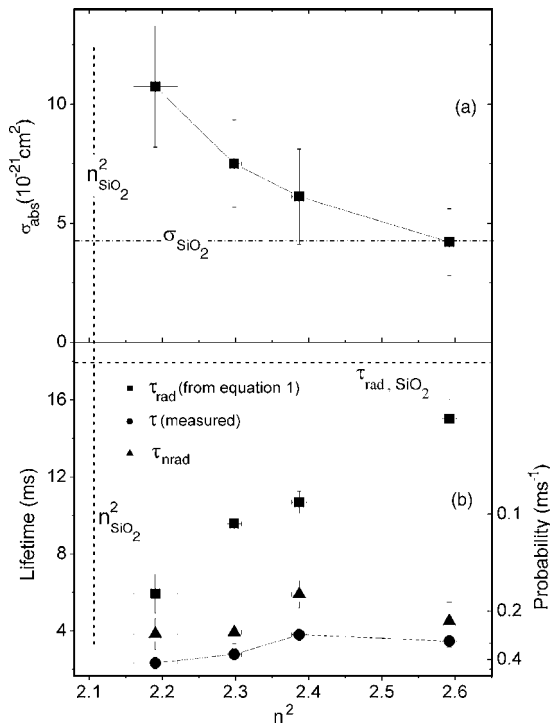 (a)
10
σabs(10⁻²¹cm²)
n²SiO₂
5
σSiO₂
0
τrad, SiO₂
16
■ τrad (from equation 1)
● τ (measured)
▲ τnrad
12
Lifetime (ms)
(b)
0.1
Probability (ms⁻¹)
n²SiO₂
8
0.2
4
0.4
2.1 2.2 2.3 2.4 2.5 2.6
n²